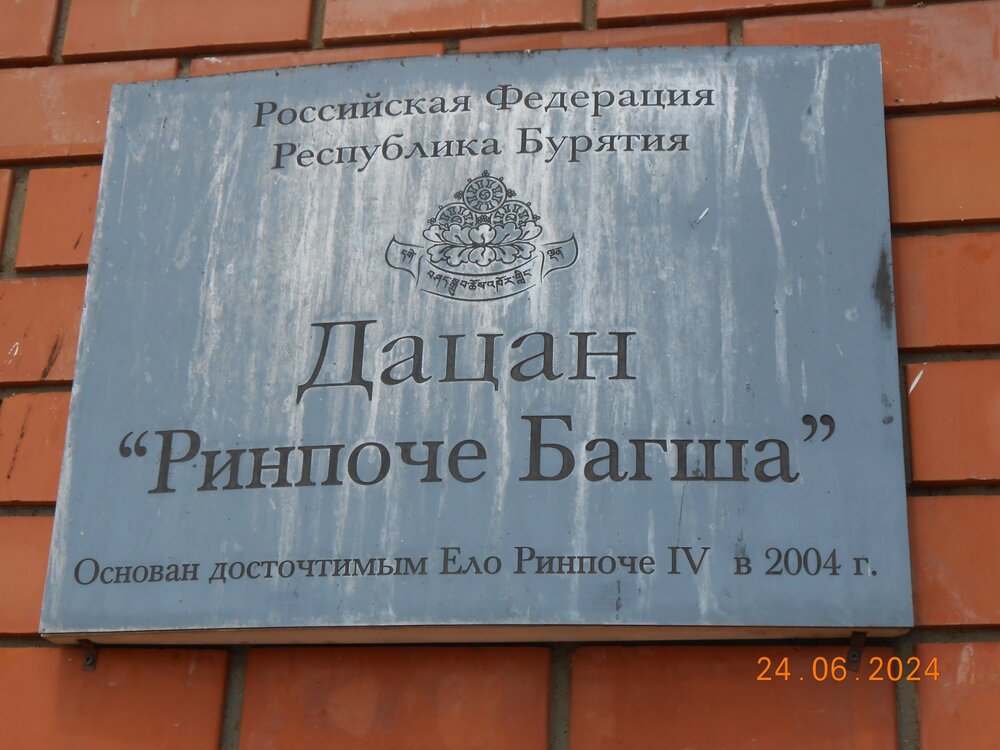 Российская Федерация
Республика Бурятия
Дацан
“Ринпоче Багша”
Основан досточтимым Ело Ринпоче IV в 2004 г.
24.06.2024